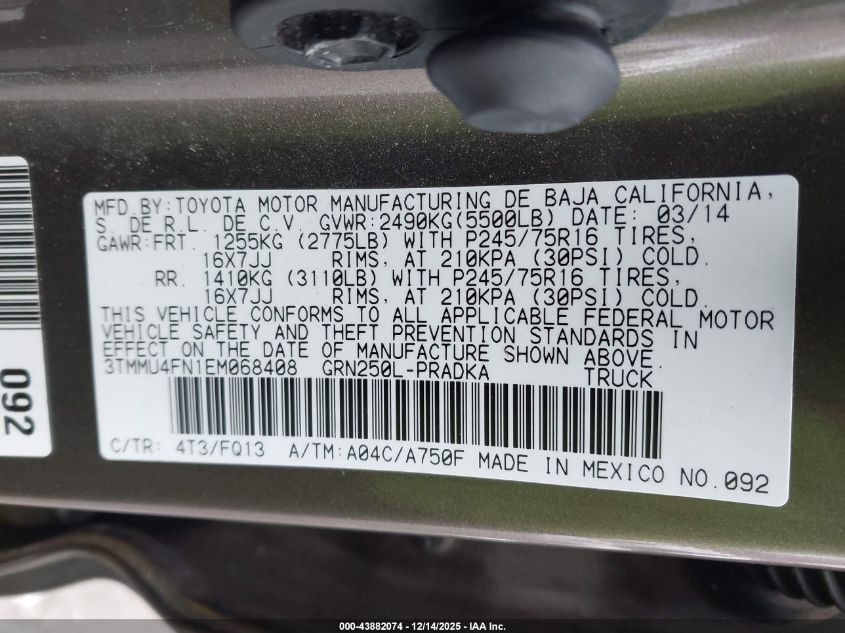 MFD BY:TOYOTA MOTOR MANUFACTURING DE BAJA CALIFORNIA,
S. DE R.L. DE C.V. GVWR:2490KG(5500LB) DATE: 03/14
GAWR:FRT. 1255KG (2775LB) WITH P245/75R16 TIRES,
16X7JJ RIMS, AT 210KPA (30PSI) COLD.
RR. 1410KG (3110LB) WITH P245/75R16 TIRES,
16X7JJ RIMS, AT 210KPA (30PSI) COLD.
THIS VEHICLE CONFORMS TO ALL APPLICABLE FEDERAL MOTOR
VEHICLE SAFETY AND THEFT PREVENTION STANDARDS IN
EFFECT ON THE DATE OF MANUFACTURE SHOWN ABOVE.
3TMMU4FN1EM068408 GRN250L-PRADKA TRUCK
C/TR: 4T3/FQ13 A/TM:A04C/A750F MADE IN MEXICO NO.092
092
000-43882074 - 12/14/2025 - IAA Inc.